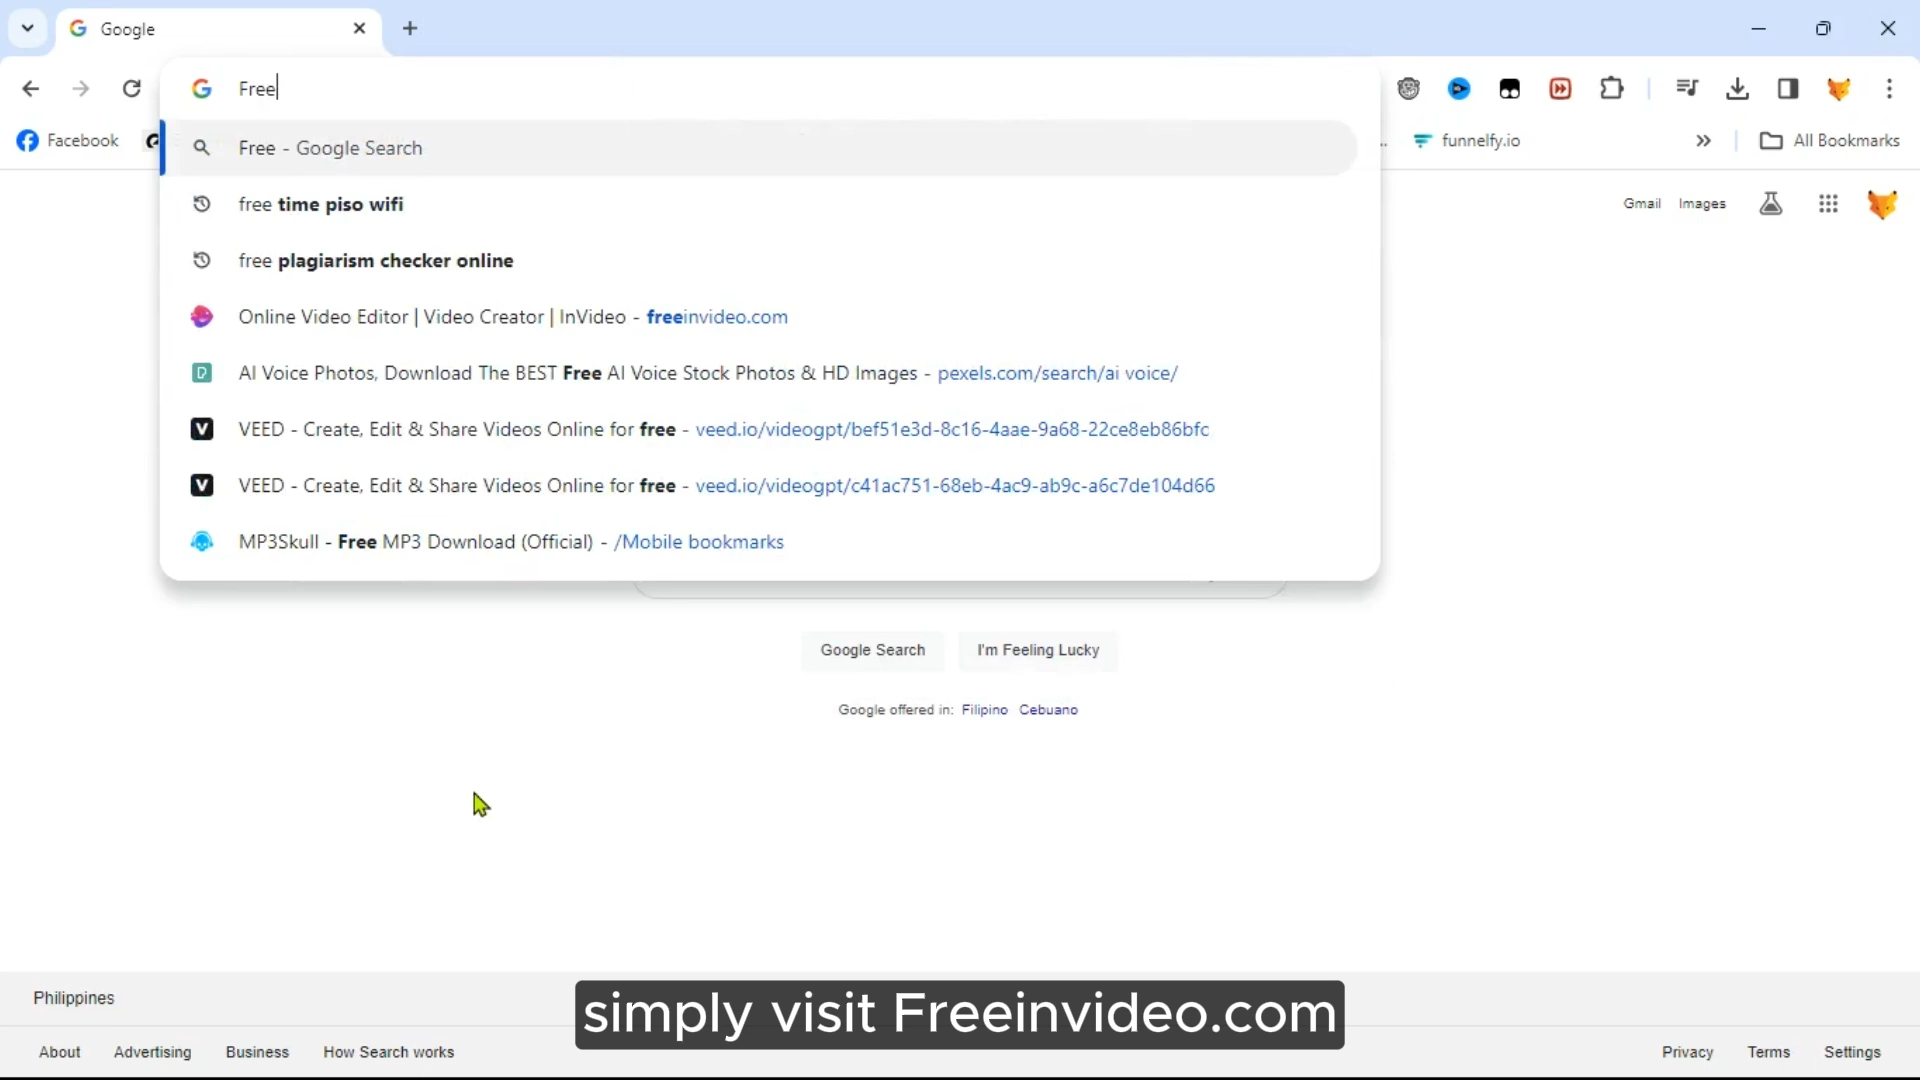 Google
Free
Free - Google Search
free time piso wifi
free plagiarism checker online
Online Video Editor | Video Creator | InVideo - freeinvideo.com
AI Voice Photos, Download The BEST Free AI Voice Stock Photos & HD Images - pexels.com/search/ai voice/
VEED - Create, Edit & Share Videos Online for free - veed.io/videogpt/bef51e3d-8c16-4aae-9a68-22ce8eb86bfc
VEED - Create, Edit & Share Videos Online for free - veed.io/videogpt/c41ac751-68eb-4ac9-ab9c-a6c7de104d66
MP3Skull - Free MP3 Download (Official) - /Mobile bookmarks
Facebook
funnelfy.io
All Bookmarks
Gmail Images
Google Search I'm Feeling Lucky
Google offered in: Filipino Cebuano
Philippines
simply visit Freeinvideo.com
About Advertising Business How Search works
Privacy Terms Settings